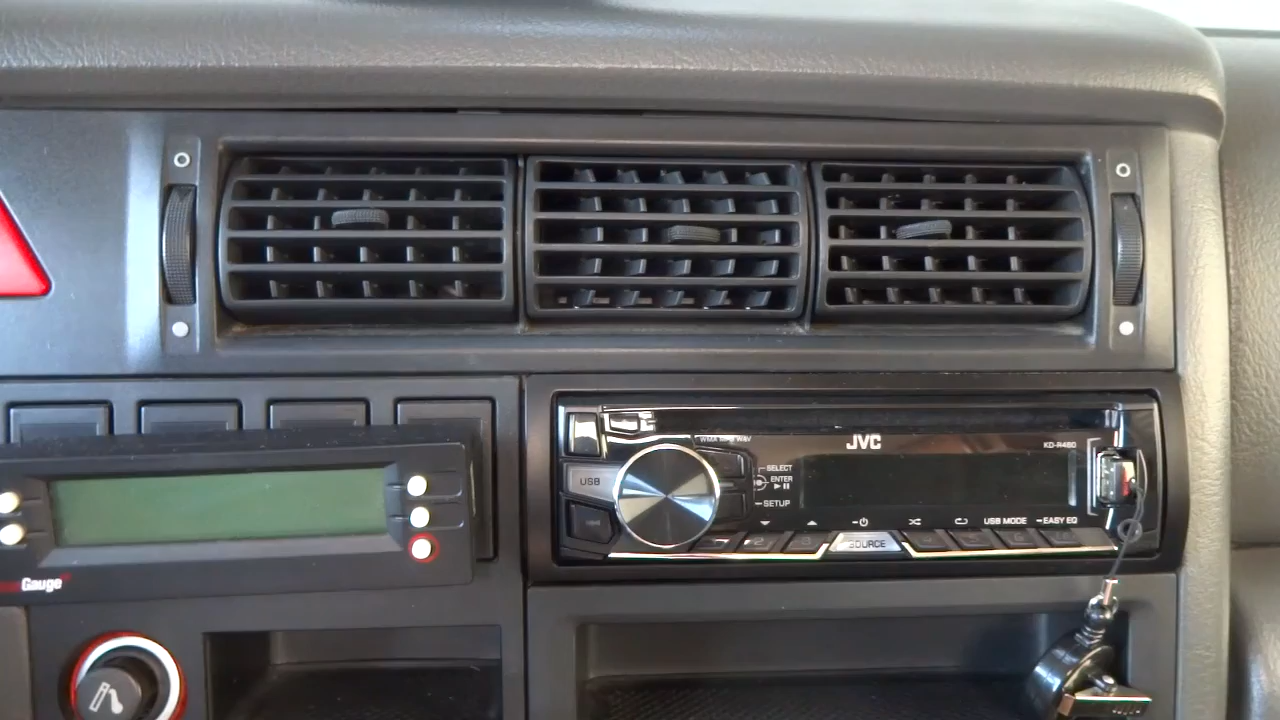 JVC
KD-R480
WMA MP3 WAV
SELECT
ENTER
USB
SETUP
USB MODE
EASY EQ
SOURCE
Gauge